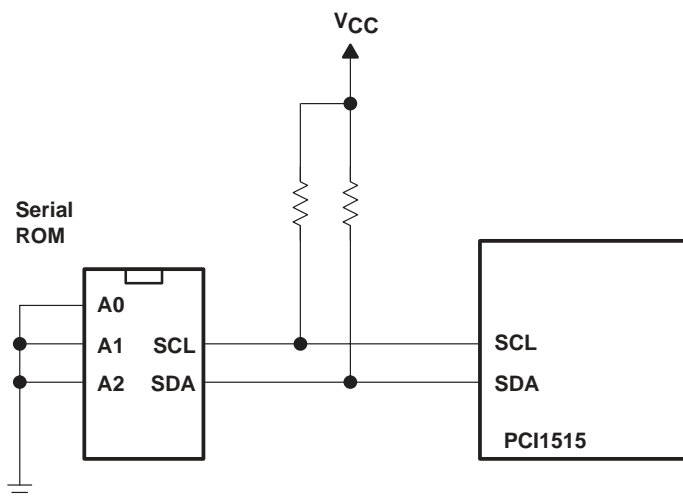 VCC
Serial
ROM
A0
A1
SCL
A2
SDA
SCL
SDA
PCI1515